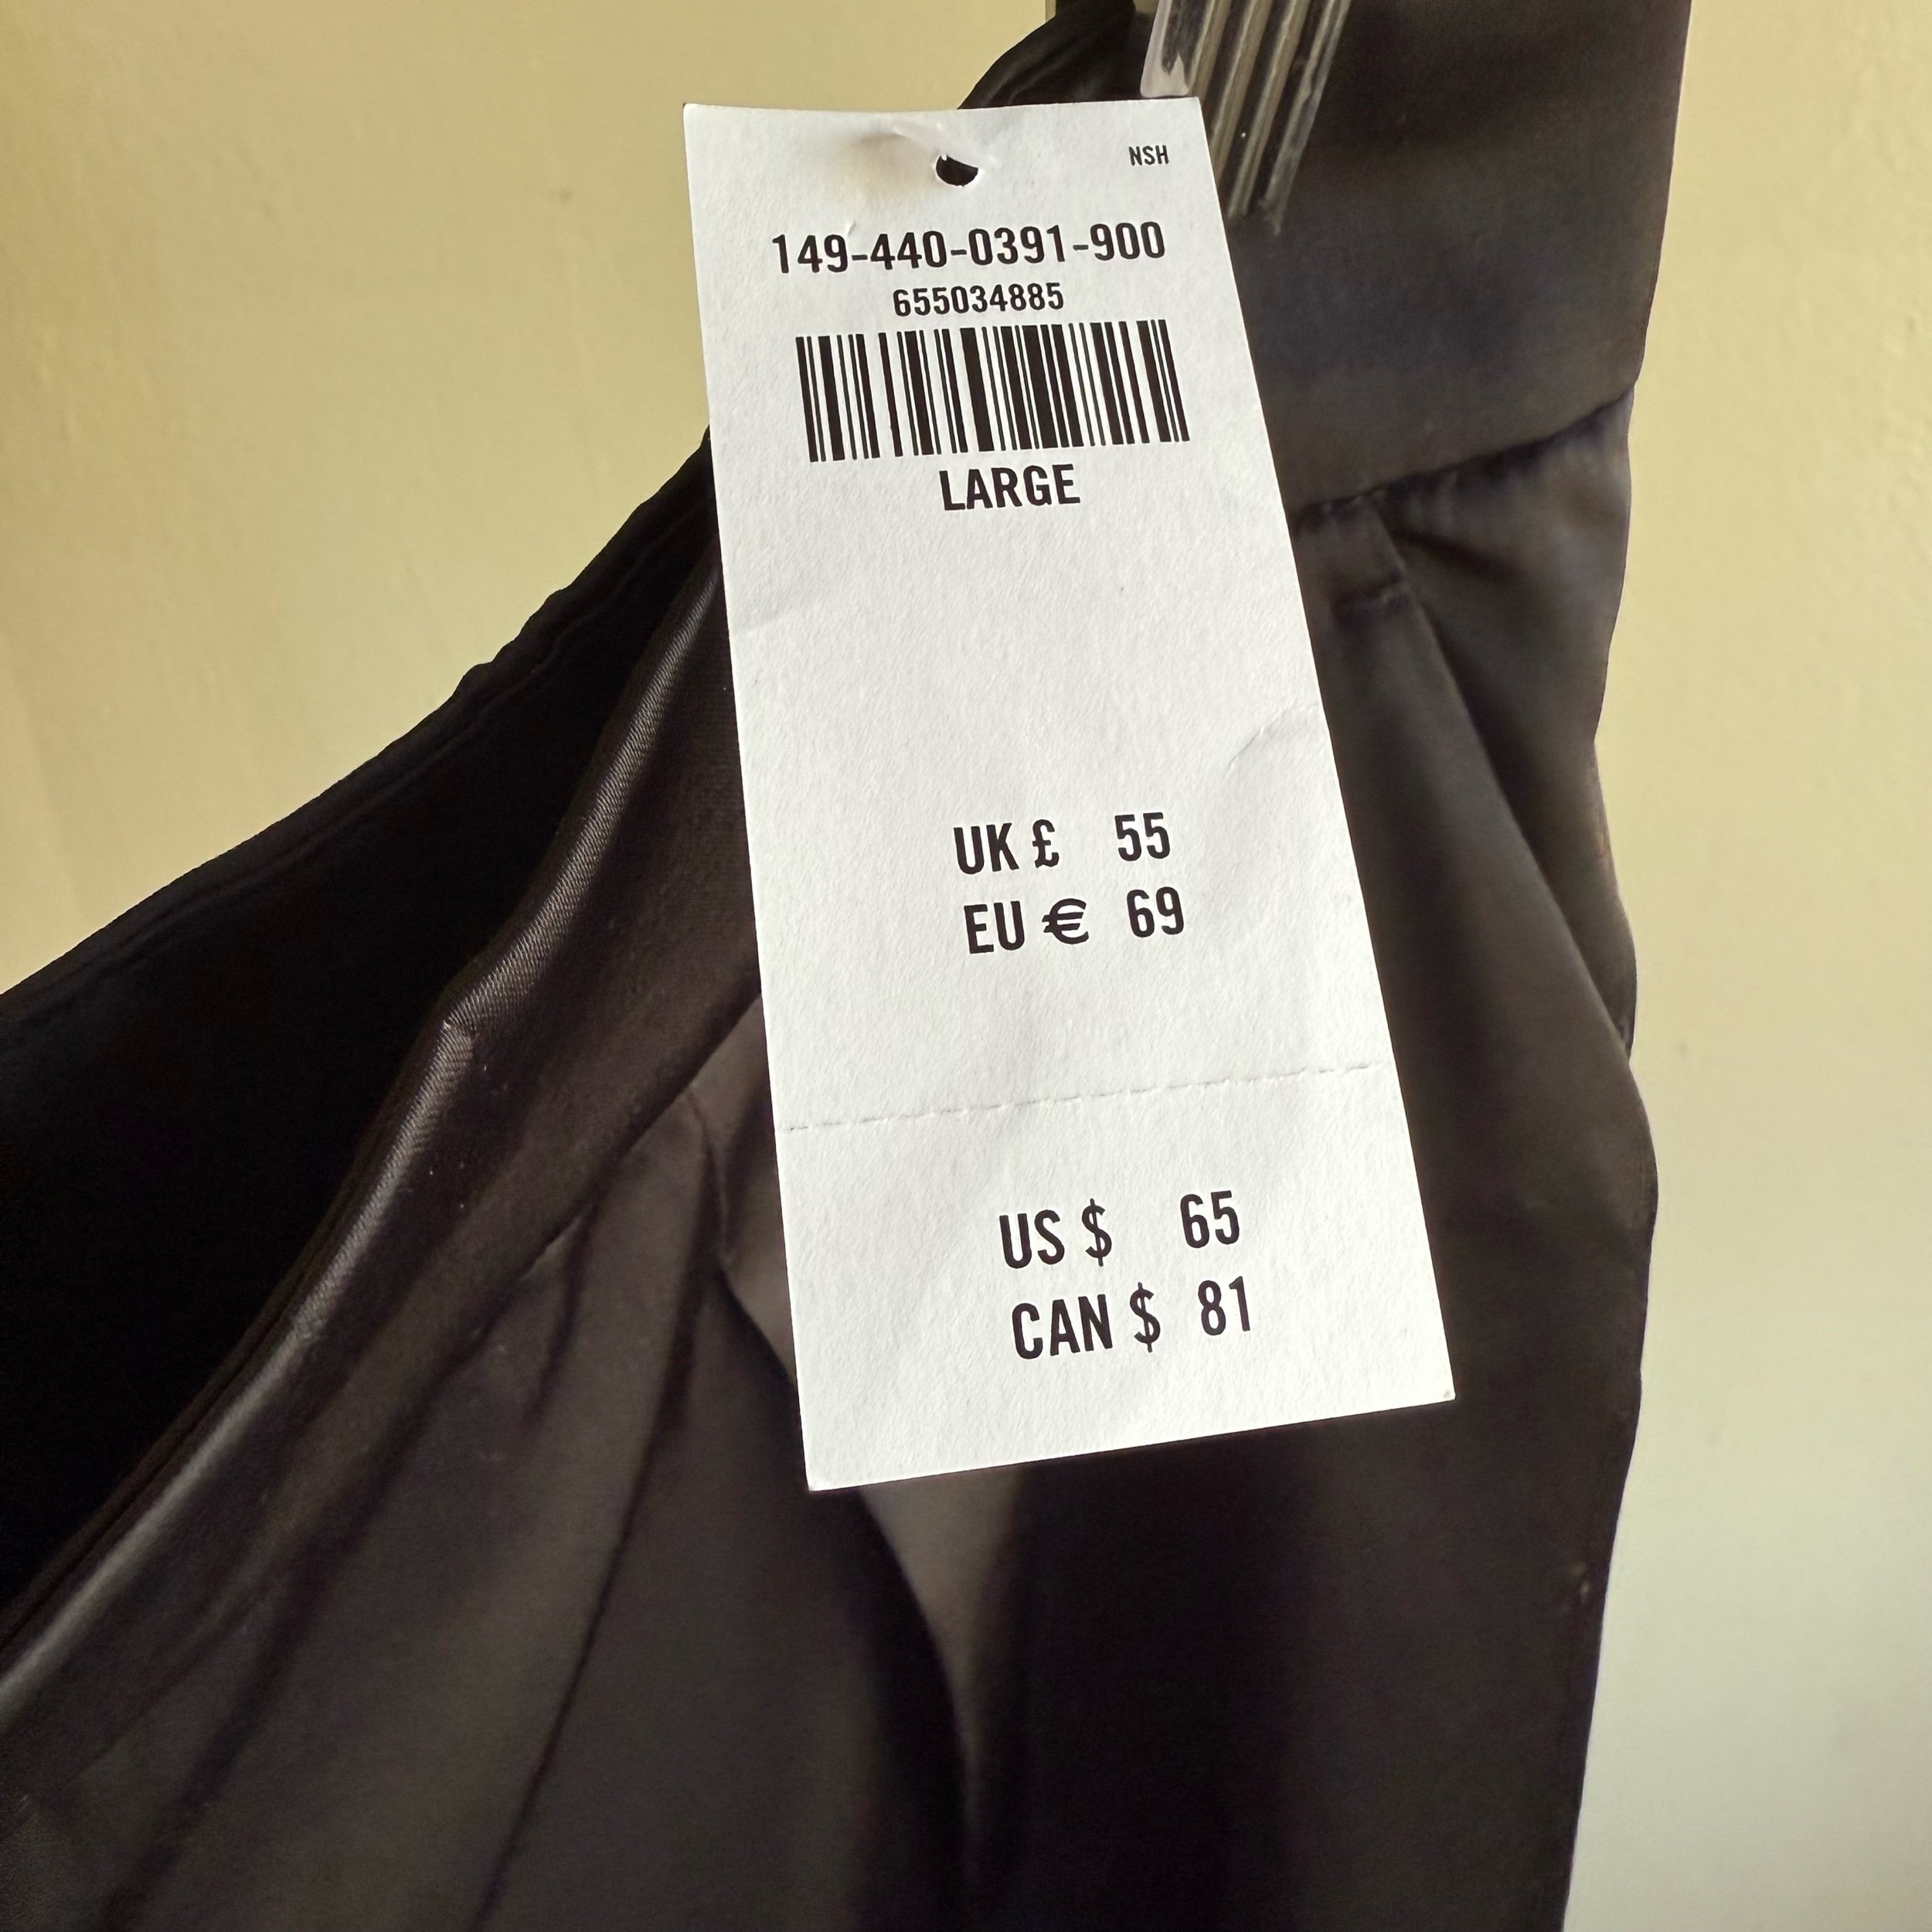 NSH
149-440-0391-900
655034885
LARGE
UK £ 55
EU € 69
US $ 65
CAN $ 81